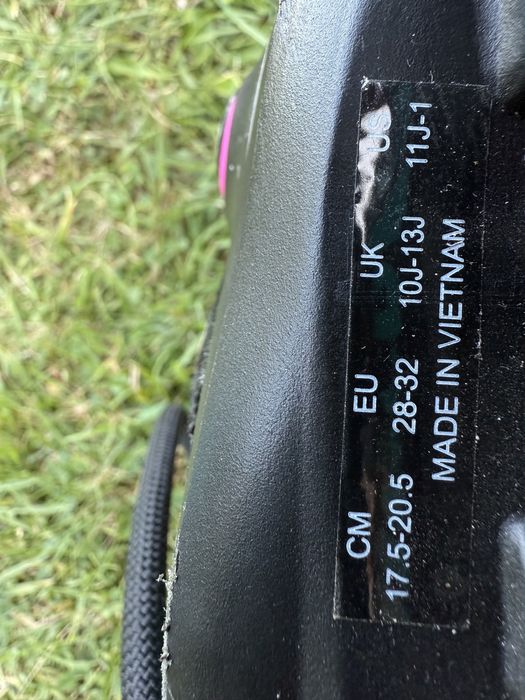 CM EU UK US
17.5-20.5 28-32 10J-13J 11J-1
MADE IN VIETNAM